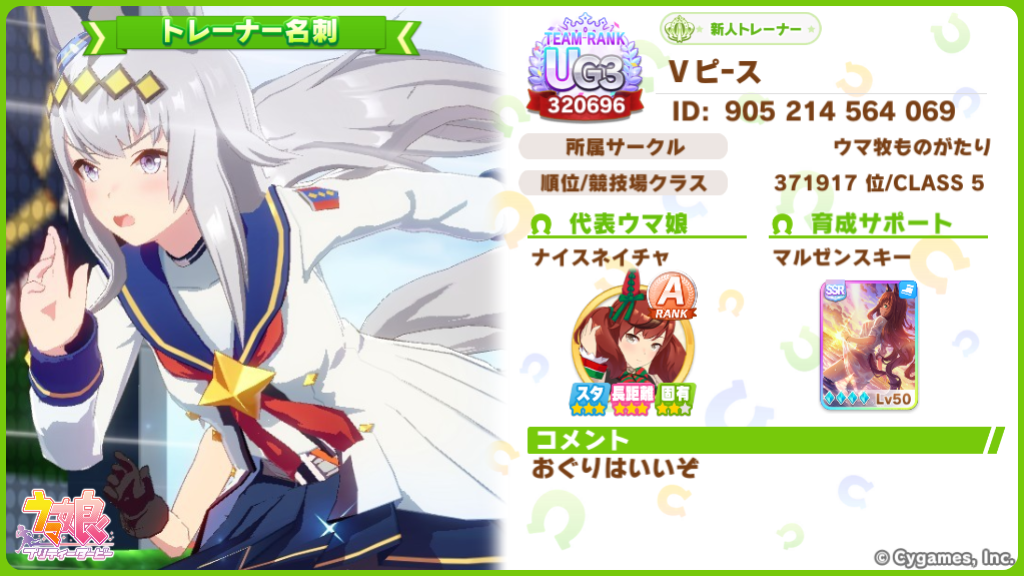 トレーナー名刺
TEAM-RANK
UG3
320696
新人トレーナー
Vピース
ID: 905 214 564 069
所属サークル
ウマ牧ものがたり
順位/競技場クラス
371917 位/CLASS 5
代表ウマ娘
育成サポート
ナイスネイチャ
マルゼンスキー
A
RANK
SSR
スタ 長距離 固有
Lv50
コメント
おぐりはいいぞ
ウマ娘
プリティーダービー
© Cygames, Inc.